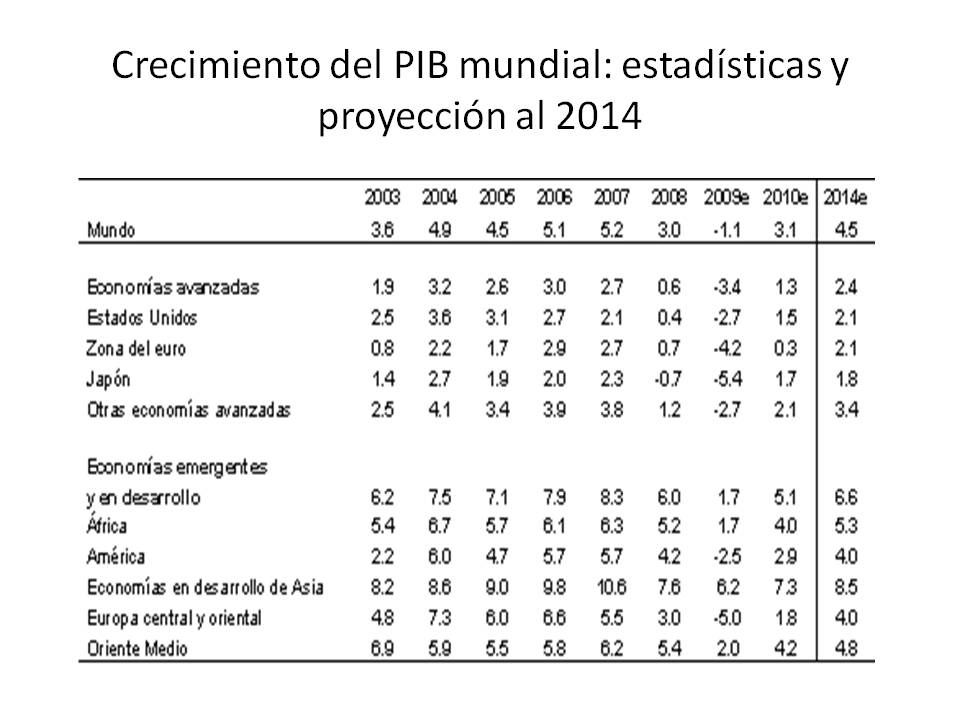 Crecimiento del PIB mundial: estadísticas y
proyección al 2014
2003 2004 2005 2006 2007 2008 2009e 2010e 2014e
Mundo 3.6 4.9 4.5 5.1 5.2 3.0 -1.1 3.1 4.5
Economías avanzadas 1.9 3.2 2.6 3.0 2.7 0.6 -3.4 1.3 2.4
Estados Unidos 2.5 3.6 3.1 2.7 2.1 0.4 -2.7 1.5 2.1
Zona del euro 0.8 2.2 1.7 2.9 2.7 0.7 -4.2 0.3 2.1
Japón 1.4 2.7 1.9 2.0 2.3 -0.7 -5.4 1.7 1.8
Otras economías avanzadas 2.5 4.1 3.4 3.9 3.8 1.2 -2.7 2.1 3.4
Economías emergentes
y en desarrollo 6.2 7.5 7.1 7.9 8.3 6.0 1.7 5.1 6.6
África 5.4 6.7 5.7 6.1 6.3 5.2 1.7 4.0 5.3
América 2.2 6.0 4.7 5.7 5.7 4.2 -2.5 2.9 4.0
Economías en desarrollo de Asia 8.2 8.6 9.0 9.8 10.6 7.6 6.2 7.3 8.5
Europa central y oriental 4.8 7.3 6.0 6.6 5.5 3.0 -5.0 1.8 4.0
Oriente Medio 6.9 5.9 5.5 5.8 6.2 5.4 2.0 4.2 4.8